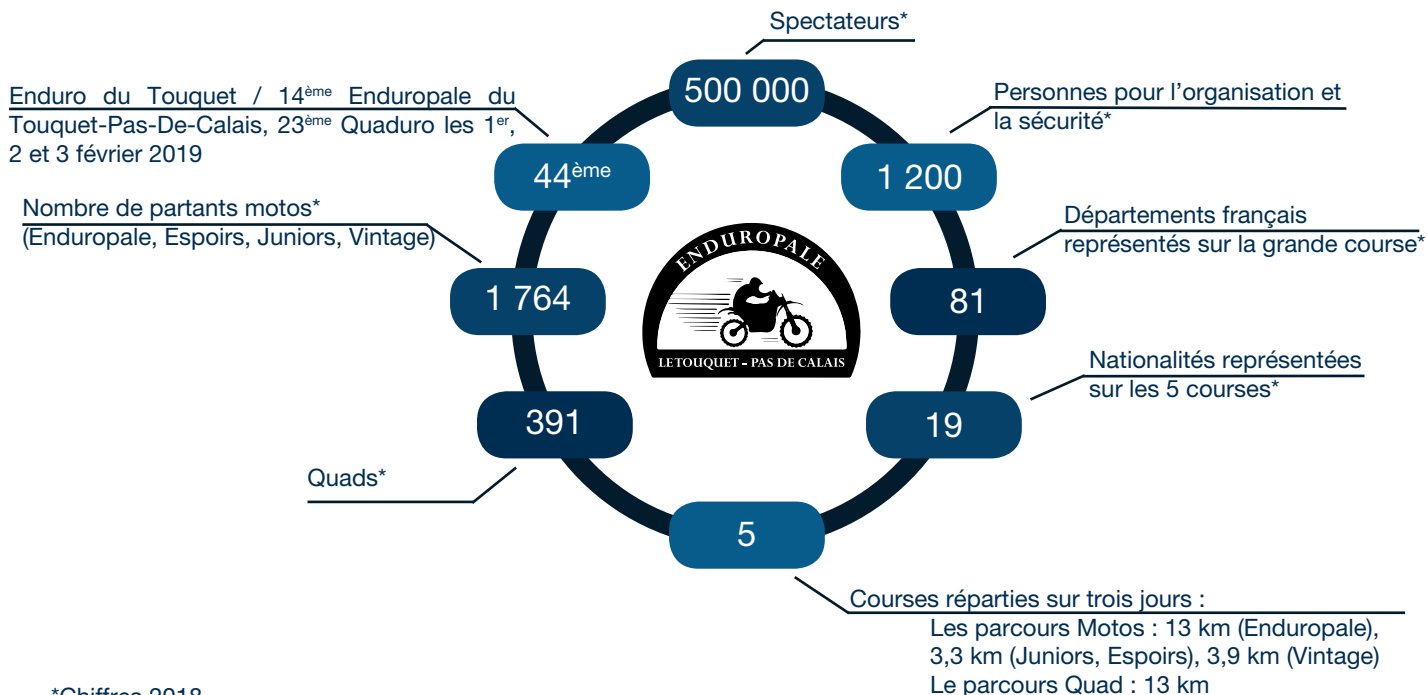 Spectateurs*
500 000
Enduro du Touquet / 14ème Enduropale du
Touquet-Pas-De-Calais, 23ème Quaduro les 1er,
2 et 3 février 2019
44ème
Personnes pour l'organisation et
la sécurité*
1 200
Nombre de partants motos*
(Enduropale, Espoirs, Juniors, Vintage)
1 764
Départements français
représentés sur la grande course*
81
ENDUROPALE
LE TOUQUET - PAS DE CALAIS
Nationalités représentées
sur les 5 courses*
19
391
Quads*
5
Courses réparties sur trois jours :
Les parcours Motos : 13 km (Enduropale),
3,3 km (Juniors, Espoirs), 3,9 km (Vintage)
Le parcours Quad : 13 km
*Chiffres 2018